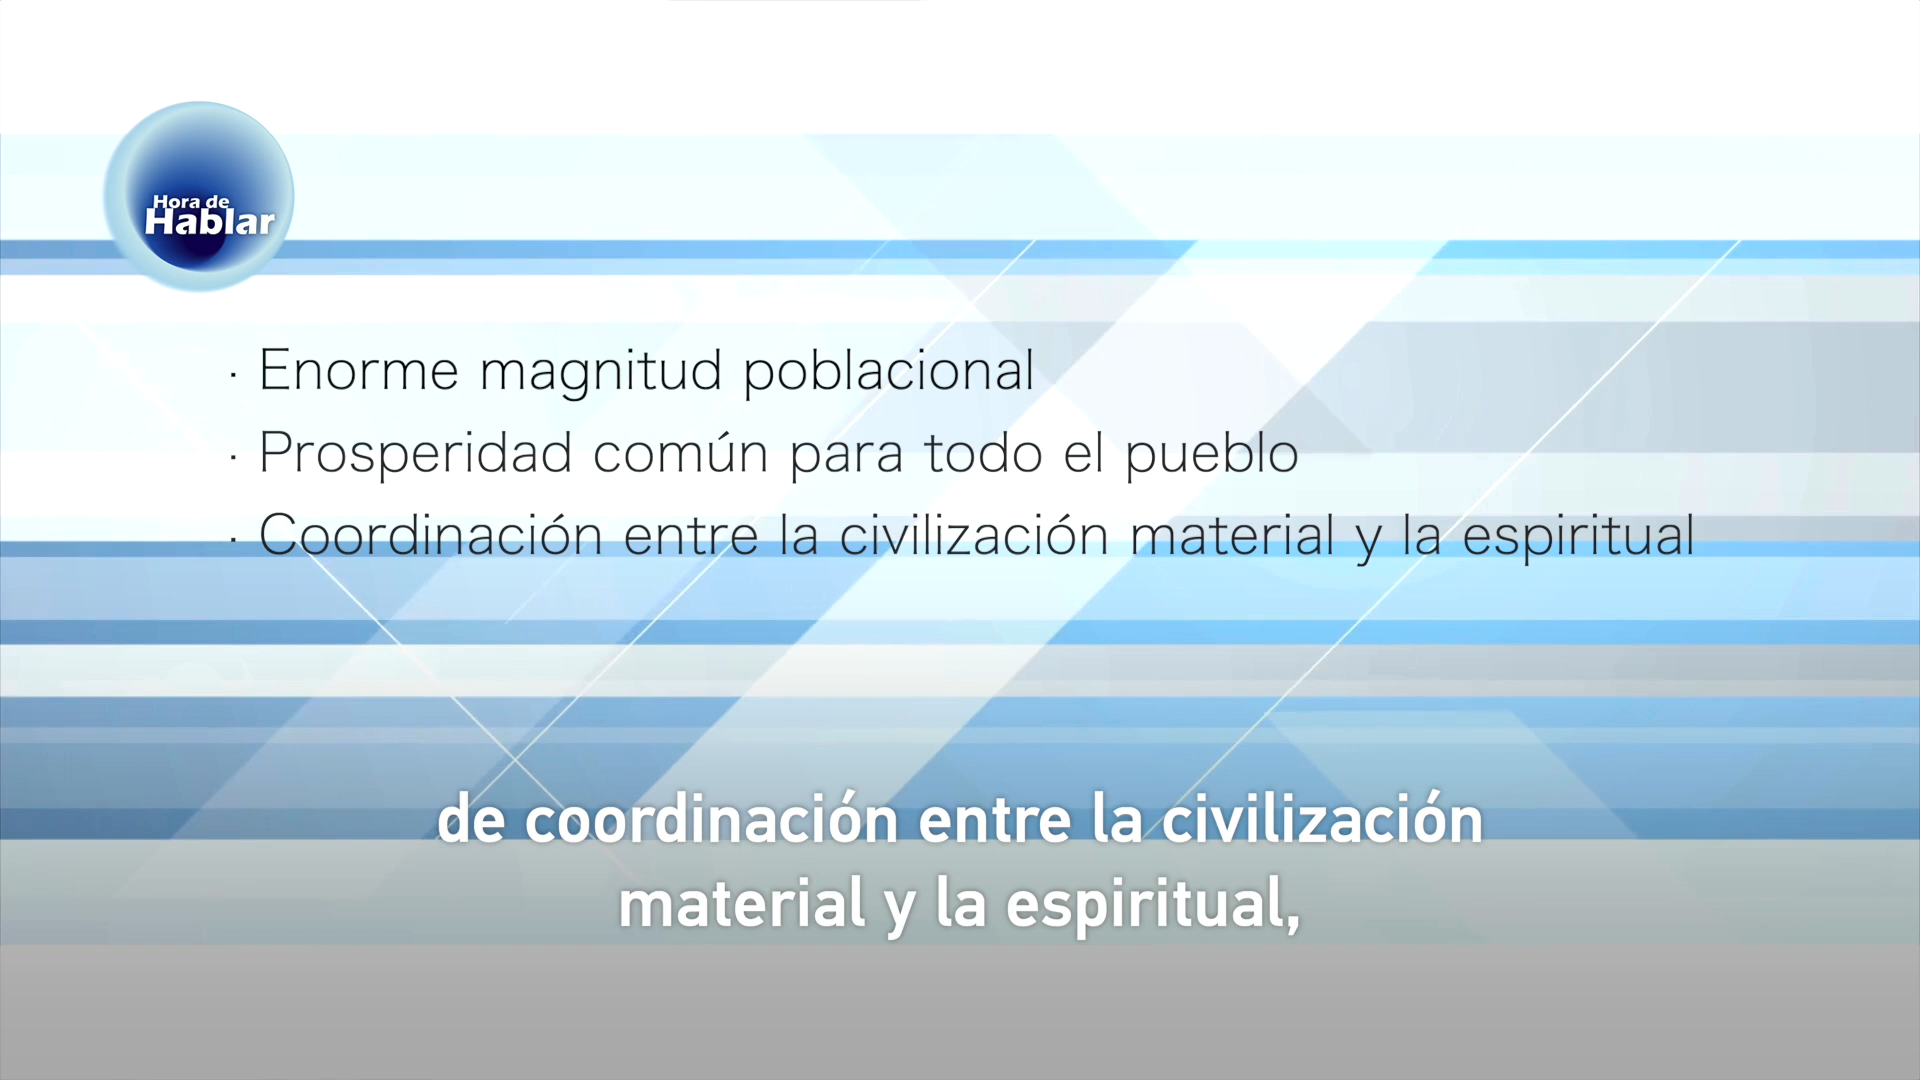 Hora de
Hablar
· Enorme magnitud poblacional
· Prosperidad común para todo el pueblo
· Coordinación entre la civilización material y la espiritual
de coordinación entre la civilización
material y la espiritual,